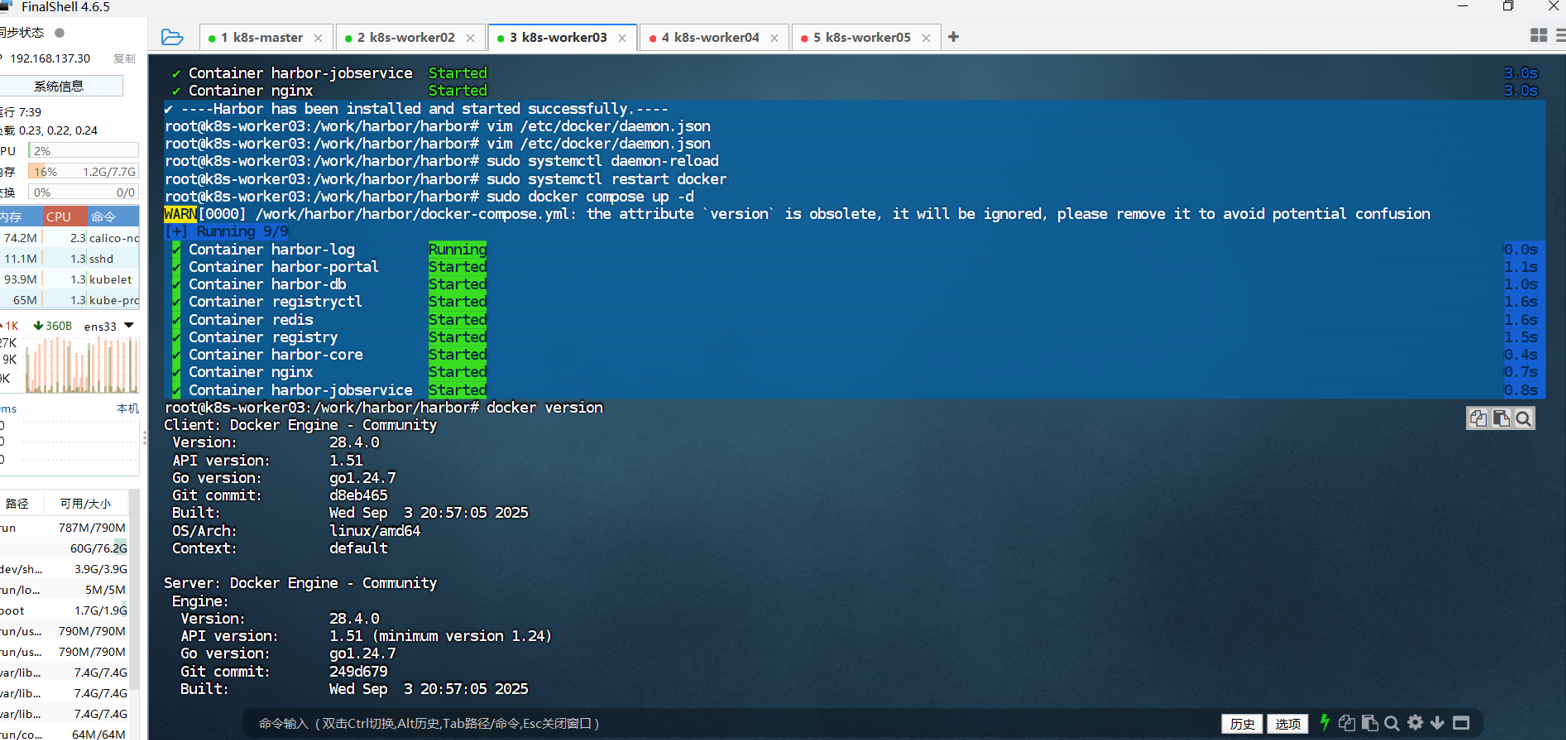 FinalShell 4.6.5
同步状态
192.168.137.30 复制
系统信息
运行 7:39
负载 0.23, 0.22, 0.24
CPU 2%
内存 16% 1.2G/7.7G
交换 0% 0/0
内存 CPU 命令
74.2M 2.3 calico-no
11.1M 1.3 sshd
93.9M 1.3 kubelet
65M 1.3 kube-pro
1K 360B ens33
27K
9K
9K
0ms 本机
0
0
0
路径 可用/大小
run 787M/790M
60G/76.2G
dev/sh... 3.9G/3.9G
run/lo... 5M/5M
boot 1.7G/1.9G
run/us... 790M/790M
run/us... 790M/790M
var/lib... 7.4G/7.4G
var/lib... 7.4G/7.4G
var/lib... 7.4G/7.4G
run/co... 64M/64M
1 k8s-master
2 k8s-worker02
3 k8s-worker03
4 k8s-worker04
5 k8s-worker05
✔ Container harbor-jobservice Started 3.0s
✔ Container nginx Started 3.0s
✔ ----Harbor has been installed and started successfully.----
root@k8s-worker03:/work/harbor/harbor# vim /etc/docker/daemon.json
root@k8s-worker03:/work/harbor/harbor# vim /etc/docker/daemon.json
root@k8s-worker03:/work/harbor/harbor# sudo systemctl daemon-reload
root@k8s-worker03:/work/harbor/harbor# sudo systemctl restart docker
root@k8s-worker03:/work/harbor/harbor# sudo docker compose up -d
WARN[0000] /work/harbor/harbor/docker-compose.yml: the attribute `version` is obsolete, it will be ignored, please remove it to avoid potential confusion
[+] Running 9/9
✔ Container harbor-log Running 0.0s
✔ Container harbor-portal Started 1.1s
✔ Container harbor-db Started 1.0s
✔ Container registryctl Started 1.6s
✔ Container redis Started 1.6s
✔ Container registry Started 1.5s
✔ Container harbor-core Started 0.4s
✔ Container nginx Started 0.7s
✔ Container harbor-jobservice Started 0.8s
root@k8s-worker03:/work/harbor/harbor# docker version
Client: Docker Engine - Community
Version: 28.4.0
API version: 1.51
Go version: go1.24.7
Git commit: d8eb465
Built: Wed Sep 3 20:57:05 2025
OS/Arch: linux/amd64
Context: default
Server: Docker Engine - Community
Engine:
Version: 28.4.0
API version: 1.51 (minimum version 1.24)
Go version: go1.24.7
Git commit: 249d679
Built: Wed Sep 3 20:57:05 2025
命令输入 (双击Ctrl切换,Alt历史,Tab路径/命令,Esc关闭窗口)
历史
选项